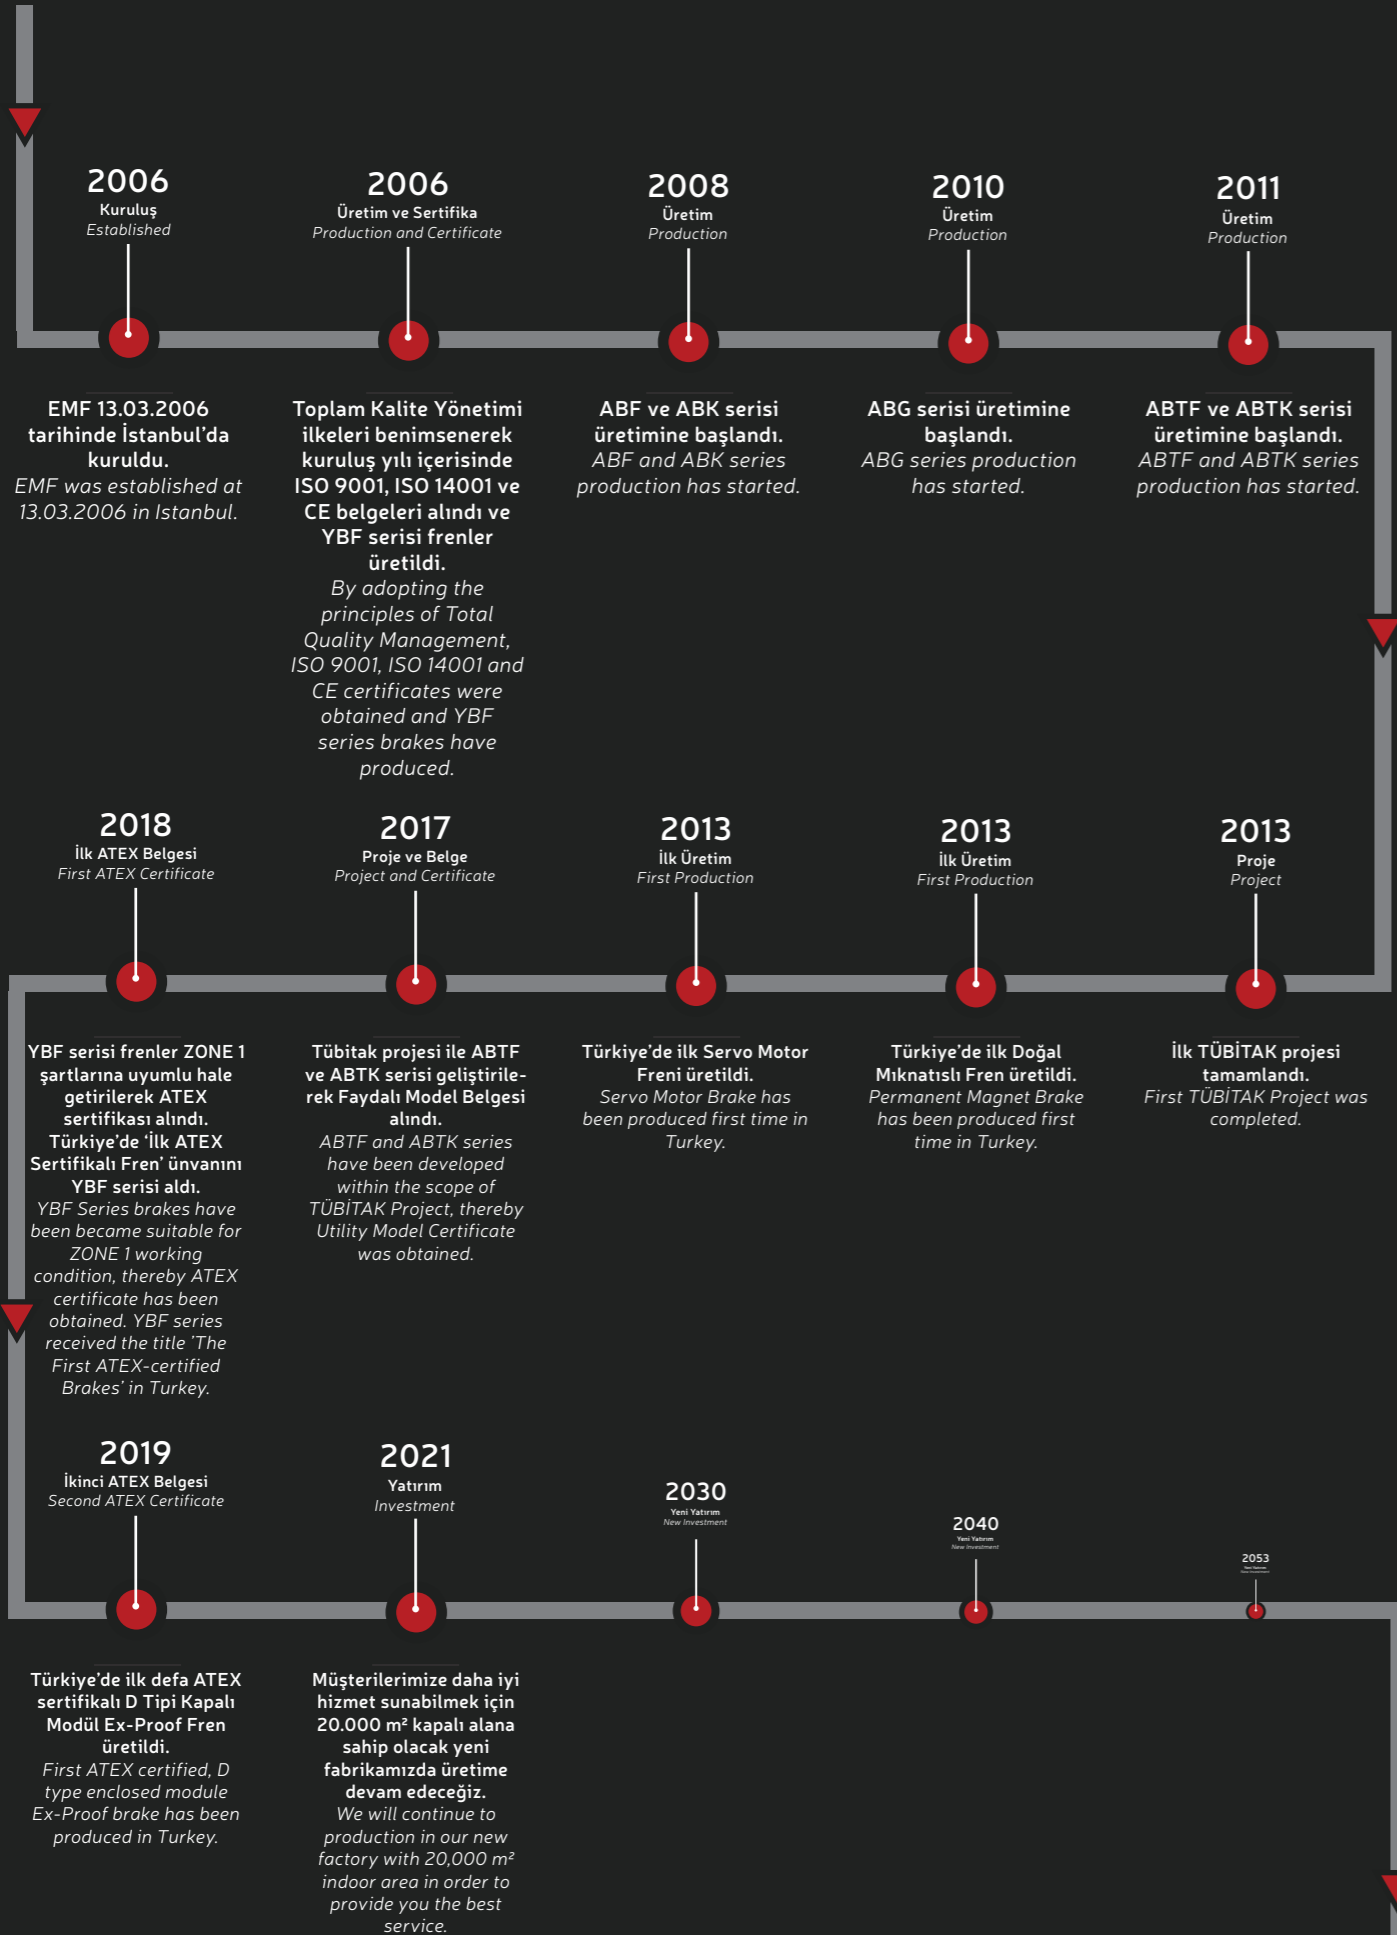 2006
Kuruluş
Established
EMF 13.03.2006
tarihinde İstanbul’da
kuruldu.
EMF was established at
13.03.2006 in Istanbul.
2006
Üretim ve Sertifika
Production and Certificate
Toplam Kalite Yönetimi
ilkeleri benimsenerek
kuruluş yılı içerisinde
ISO 9001, ISO 14001 ve
CE belgeleri alındı ve
YBF serisi frenler
üretildi.
By adopting the
principles of Total
Quality Management,
ISO 9001, ISO 14001 and
CE certificates were
obtained and YBF
series brakes have
produced.
2008
Üretim
Production
ABF ve ABK serisi
üretimine başlandı.
ABF and ABK series
production has started.
2010
Üretim
Production
ABG serisi üretimine
başlandı.
ABG series production
has started.
2011
Üretim
Production
ABTF ve ABTK serisi
üretimine başlandı.
ABTF and ABTK series
production has started.
2013
Proje
Project
İlk TÜBİTAK projesi
tamamlandı.
First TÜBİTAK Project was
completed.
2013
İlk Üretim
First Production
Türkiye’de ilk Doğal
Mıknatıslı Fren üretildi.
Permanent Magnet Brake
has been produced first
time in Turkey.
2013
İlk Üretim
First Production
Türkiye’de ilk Servo Motor
Freni üretildi.
Servo Motor Brake has
been produced first time in
Turkey.
2017
Proje ve Belge
Project and Certificate
Tübitak projesi ile ABTF
ve ABTK serisi geliştirile-
rek Faydalı Model Belgesi
alındı.
ABTF and ABTK series
have been developed
within the scope of
TÜBİTAK Project, thereby
Utility Model Certificate
was obtained.
2018
İlk ATEX Belgesi
First ATEX Certificate
YBF serisi frenler ZONE 1
şartlarına uyumlu hale
getirilerek ATEX
sertifikası alındı.
Türkiye’de ‘İlk ATEX
Sertifikalı Fren’ ünvanını
YBF serisi aldı.
YBF Series brakes have
been became suitable for
ZONE 1 working
condition, thereby ATEX
certificate has been
obtained. YBF series
received the title ’The
First ATEX-certified
Brakes’ in Turkey.
2019
İkinci ATEX Belgesi
Second ATEX Certificate
Türkiye’de ilk defa ATEX
sertifikalı D Tipi Kapalı
Modül Ex-Proof Fren
üretildi.
First ATEX certified, D
type enclosed module
Ex-Proof brake has been
produced in Turkey.
2021
Yatırım
Investment
Müşterilerimize daha iyi
hizmet sunabilmek için
20.000 m² kapalı alana
sahip olacak yeni
fabrikamızda üretime
devam edeceğiz.
We will continue to
production in our new
factory with 20,000 m²
indoor area in order to
provide you the best
service.
2030
Yeni Yatırım
New Investment
2040
Yeni Yatırım
New Investment
2053
Yeni Yatırım
New Investment